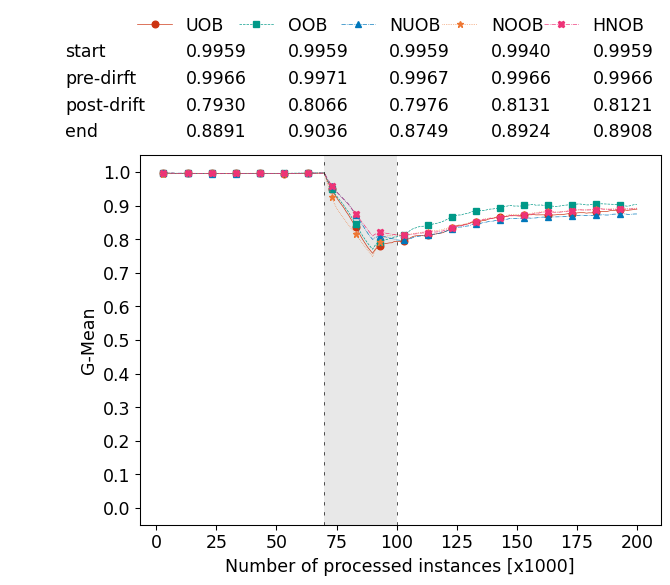 UOB OOB NUOB NOOB HNOB
start 0.9959 0.9959 0.9959 0.9940 0.9959
pre-dirft 0.9966 0.9971 0.9967 0.9966 0.9966
post-drift 0.7930 0.8066 0.7976 0.8131 0.8121
end 0.8891 0.9036 0.8749 0.8924 0.8908
1.0
0.9
0.8
0.7
0.6
0.5
0.4
0.3
0.2
0.1
0.0
G-Mean
0 25 50 75 100 125 150 175 200
Number of processed instances [x1000]